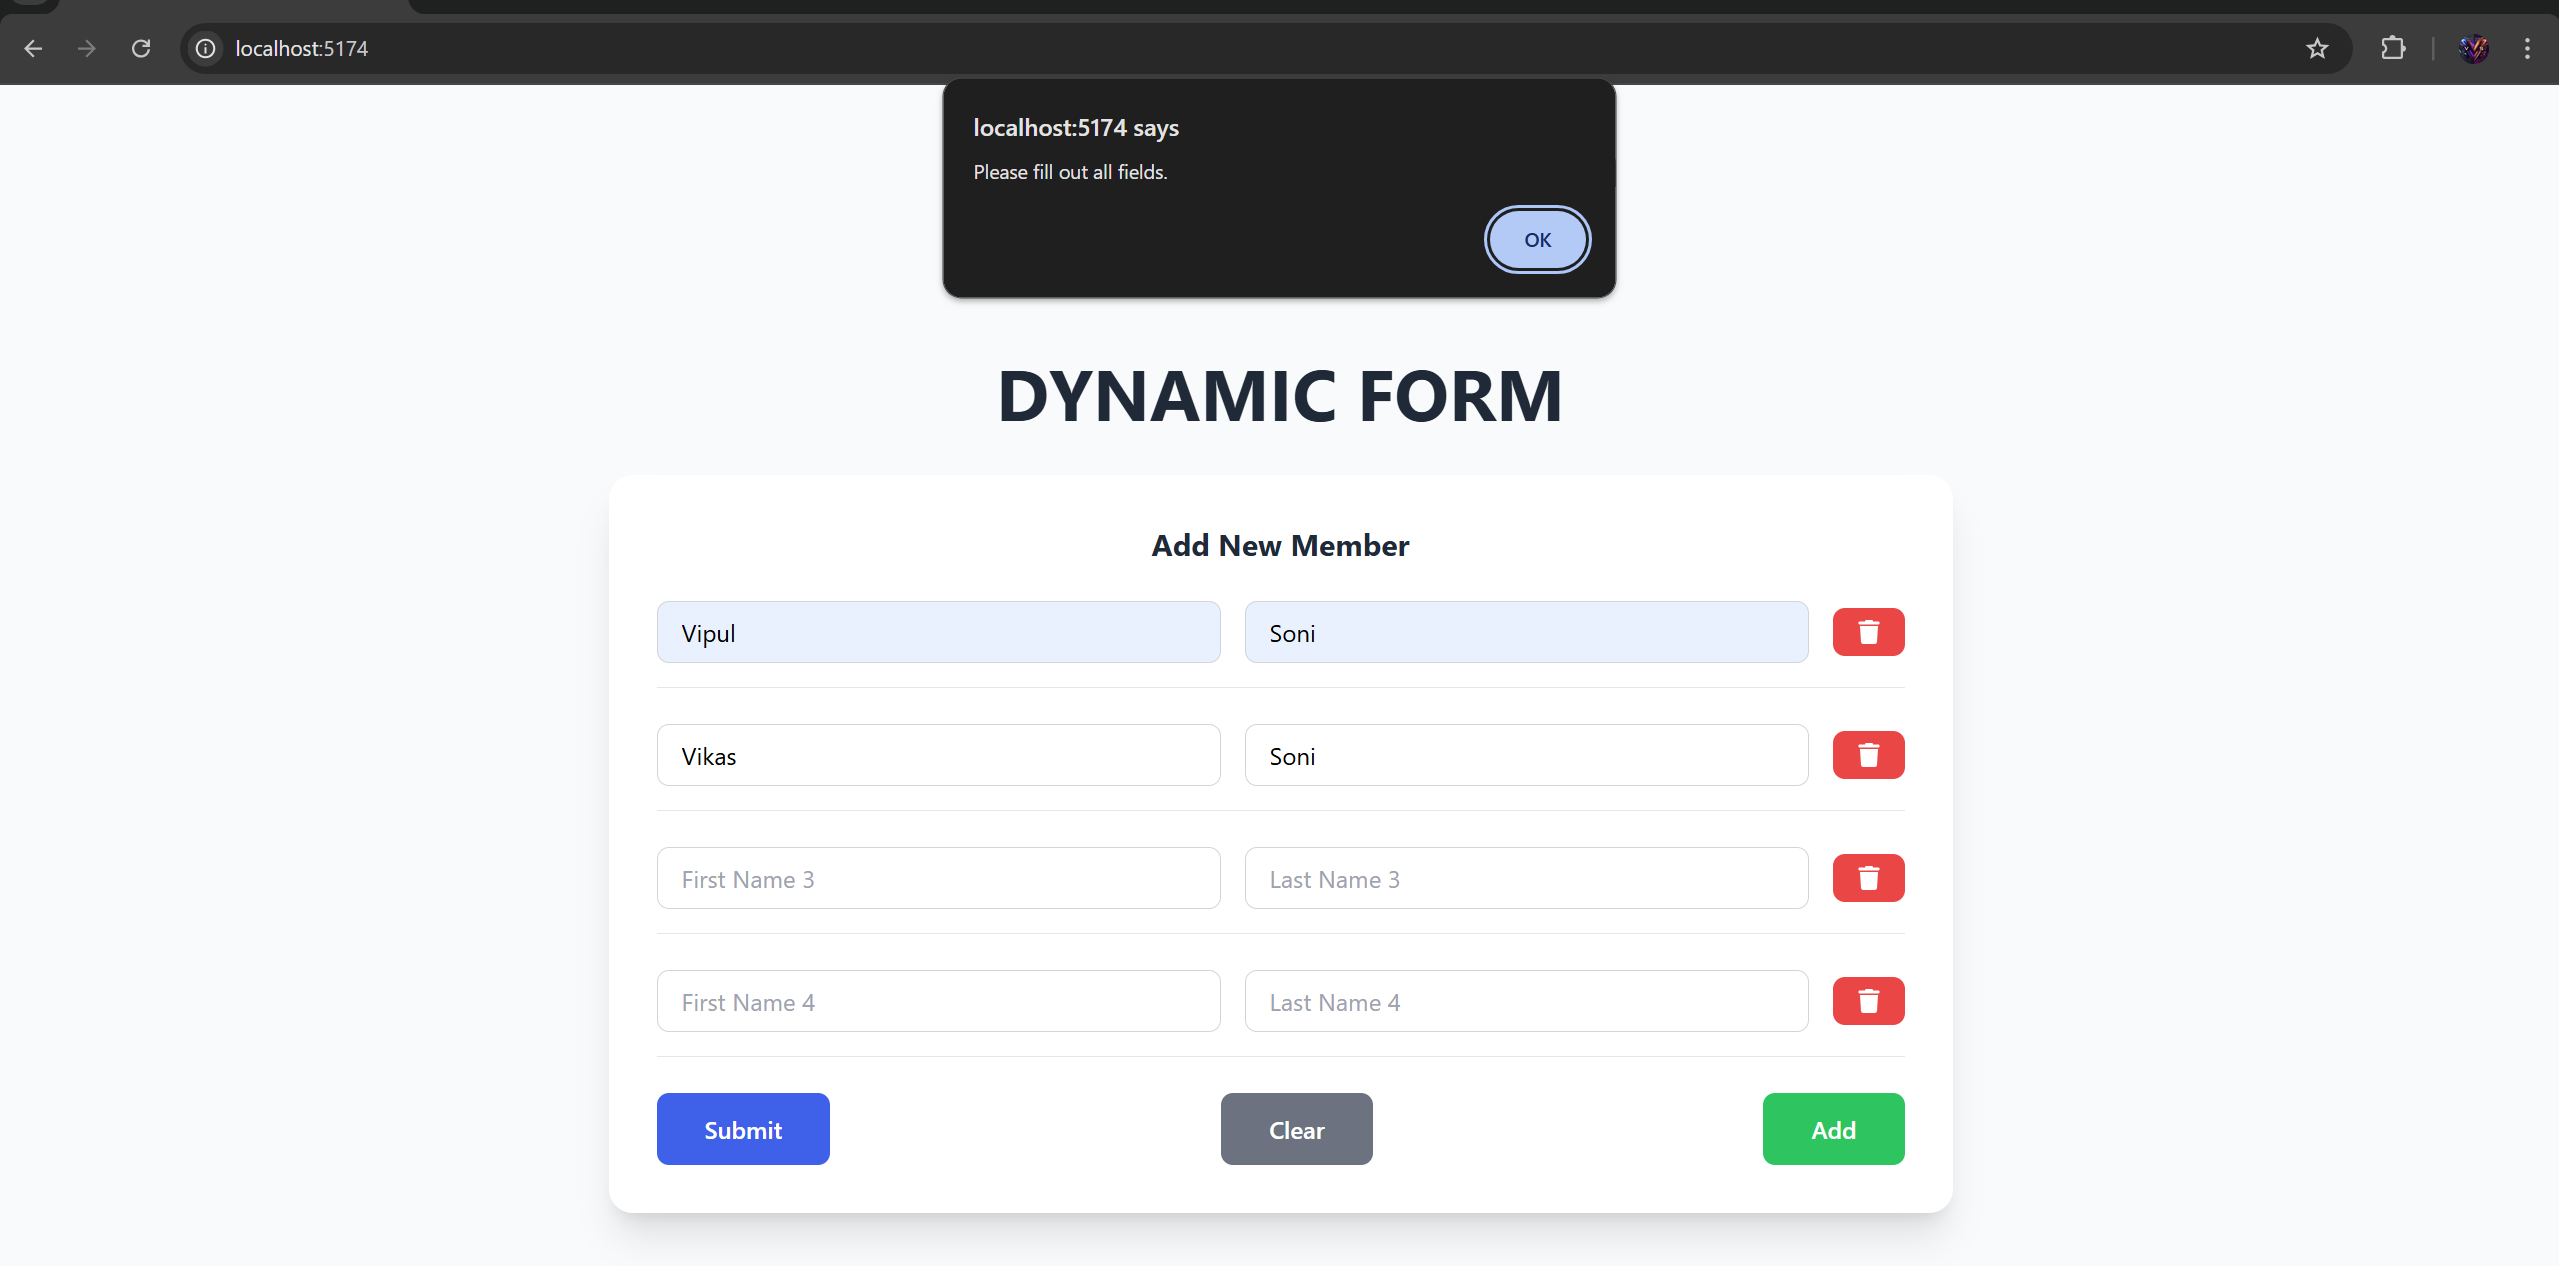 localhost:5174
localhost:5174 says
Please fill out all fields.
OK
DYNAMIC FORM
Add New Member
Vipul Soni
Vikas Soni
First Name 3 Last Name 3
First Name 4 Last Name 4
Submit Clear Add